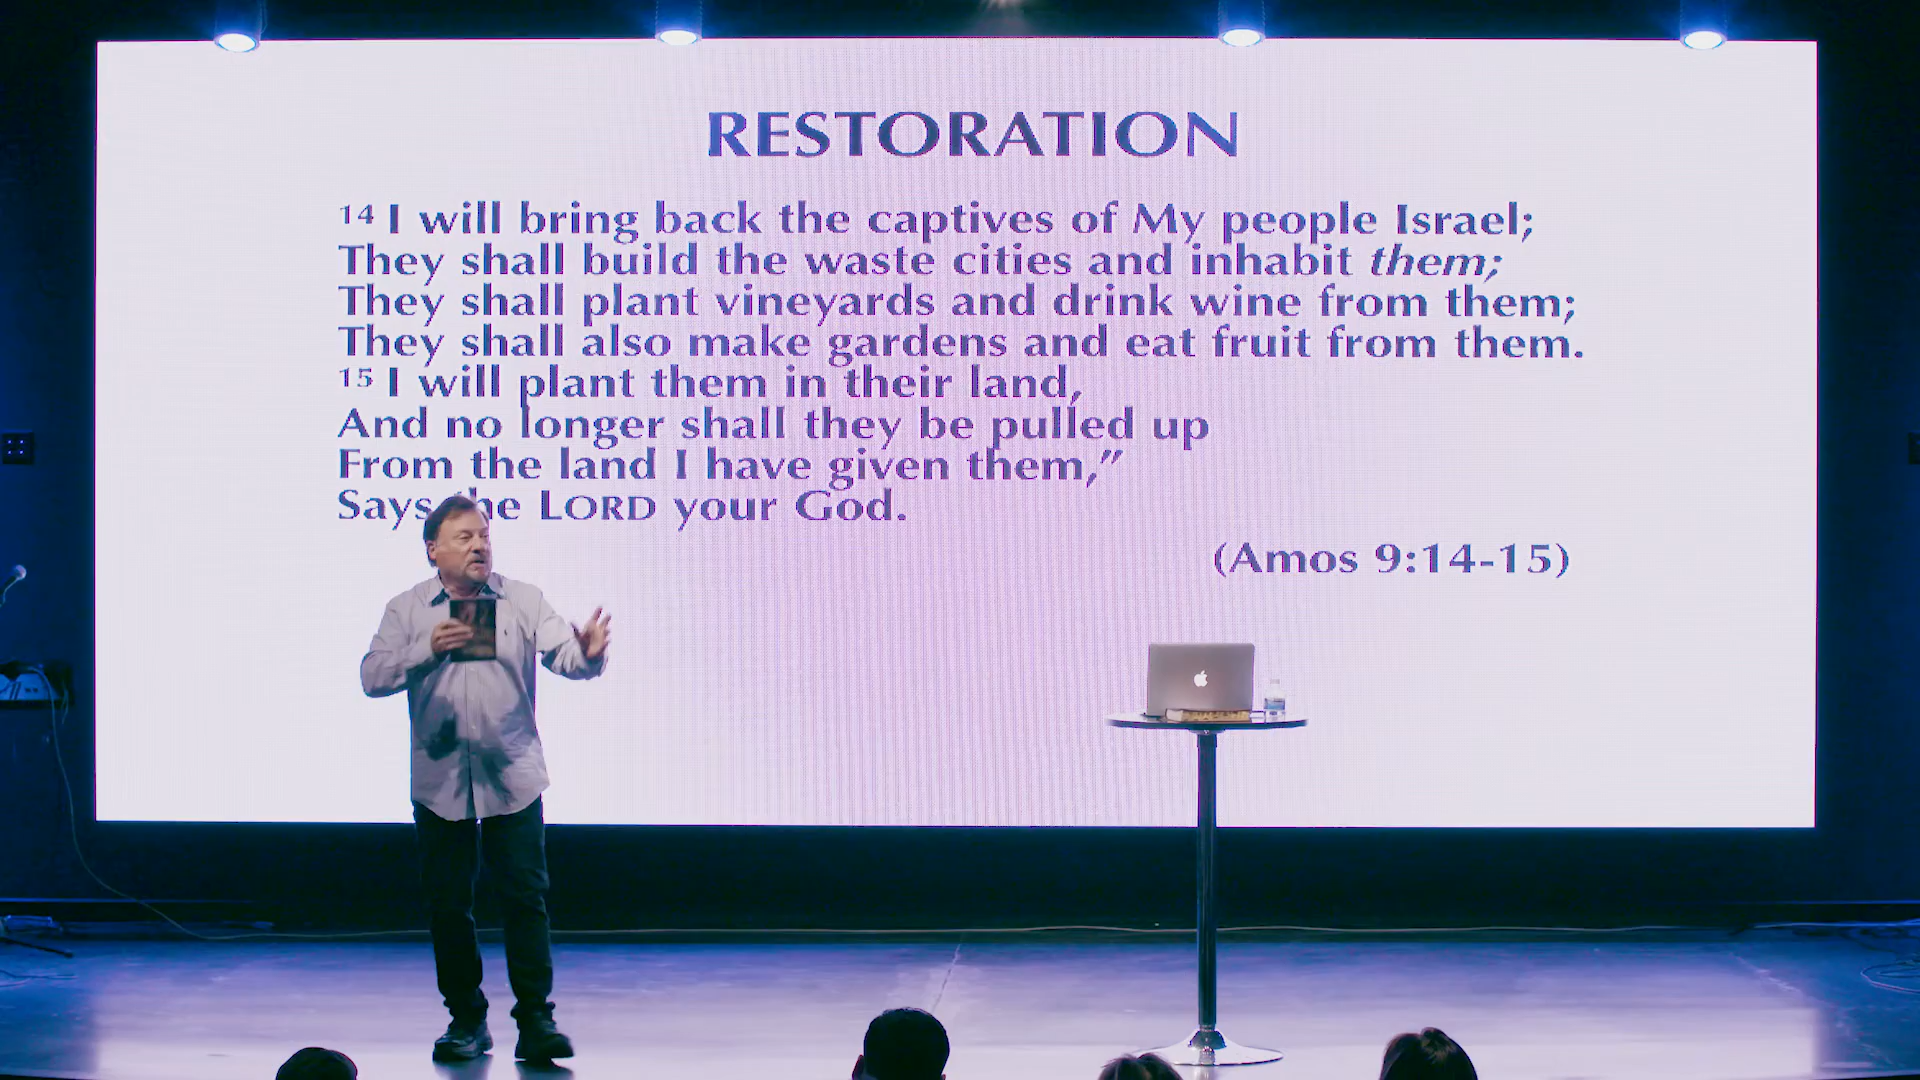 RESTORATION
14 I will bring back the captives of My people Israel;
They shall build the waste cities and inhabit them;
They shall plant vineyards and drink wine from them;
They shall also make gardens and eat fruit from them.
15 I will plant them in their land,
And no longer shall they be pulled up
From the land I have given them,”
Says the LORD your God.
(Amos 9:14-15)